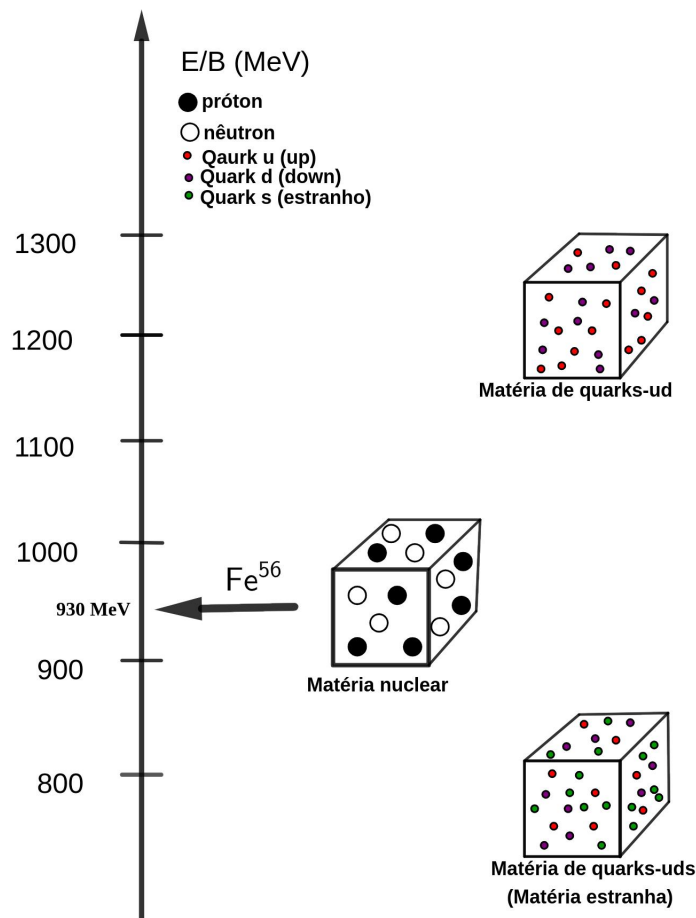 E/B (MeV)
próton
nêutron
Qaurk u (up)
Quark d (down)
Quark s (estranho)
1300
1200
Matéria de quarks-ud
1100
1000
Fe⁵⁶
930 MeV
900
Matéria nuclear
800
Matéria de quarks-uds
(Matéria estranha)